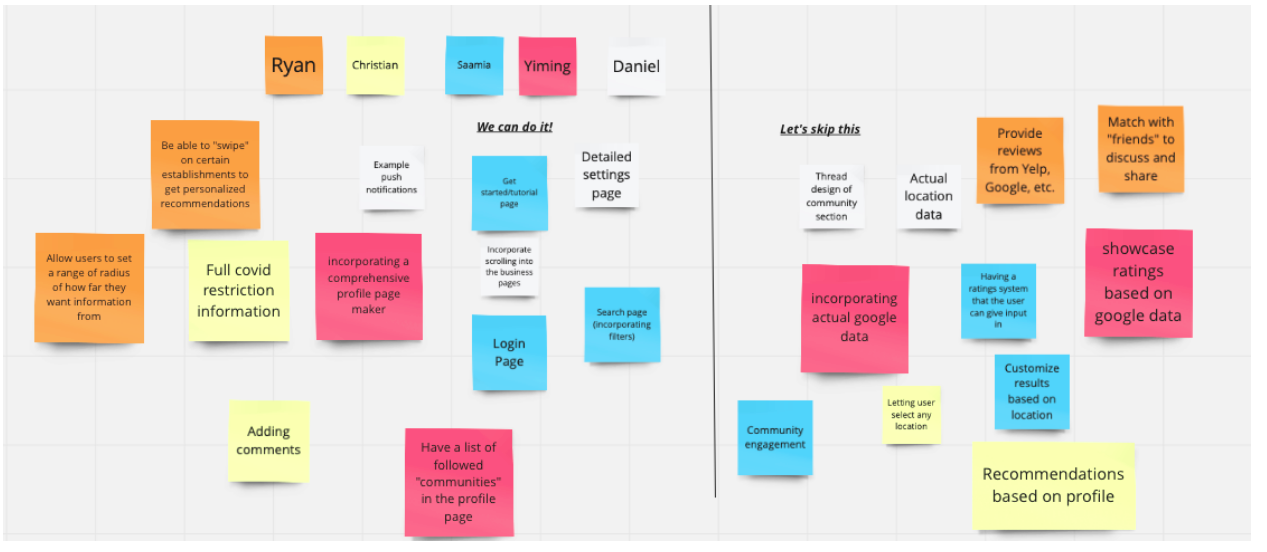 Ryan
Christian
Saamia
Yiming
Daniel
We can do it!
Be able to "swipe" on
certain
establishments to
get personalized
recommendations
Example
push
notifications
Get
started/tutorial
page
Detailed
settings
page
Allow users to set
a range of radius
of how far they
want information
from
Full covid
restriction
information
incorporating a
comprehensive
profile page
maker
Incorporate
scrolling into
the business
pages
Login
Page
Search page
(incorporating
filters)
Adding
comments
Have a list of
followed
"communities"
in the profile
page
Let's skip this
Thread
design of
community
section
Actual
location
data
Provide
reviews
from Yelp,
Google, etc.
Match with
"friends" to
discuss and
share
incorporating
actual google
data
Having a
ratings system
that the user
can give input
in
showcase
ratings
based on
google data
Community
engagement
Letting user
select any
location
Customize
results
based on
location
Recommendations
based on profile